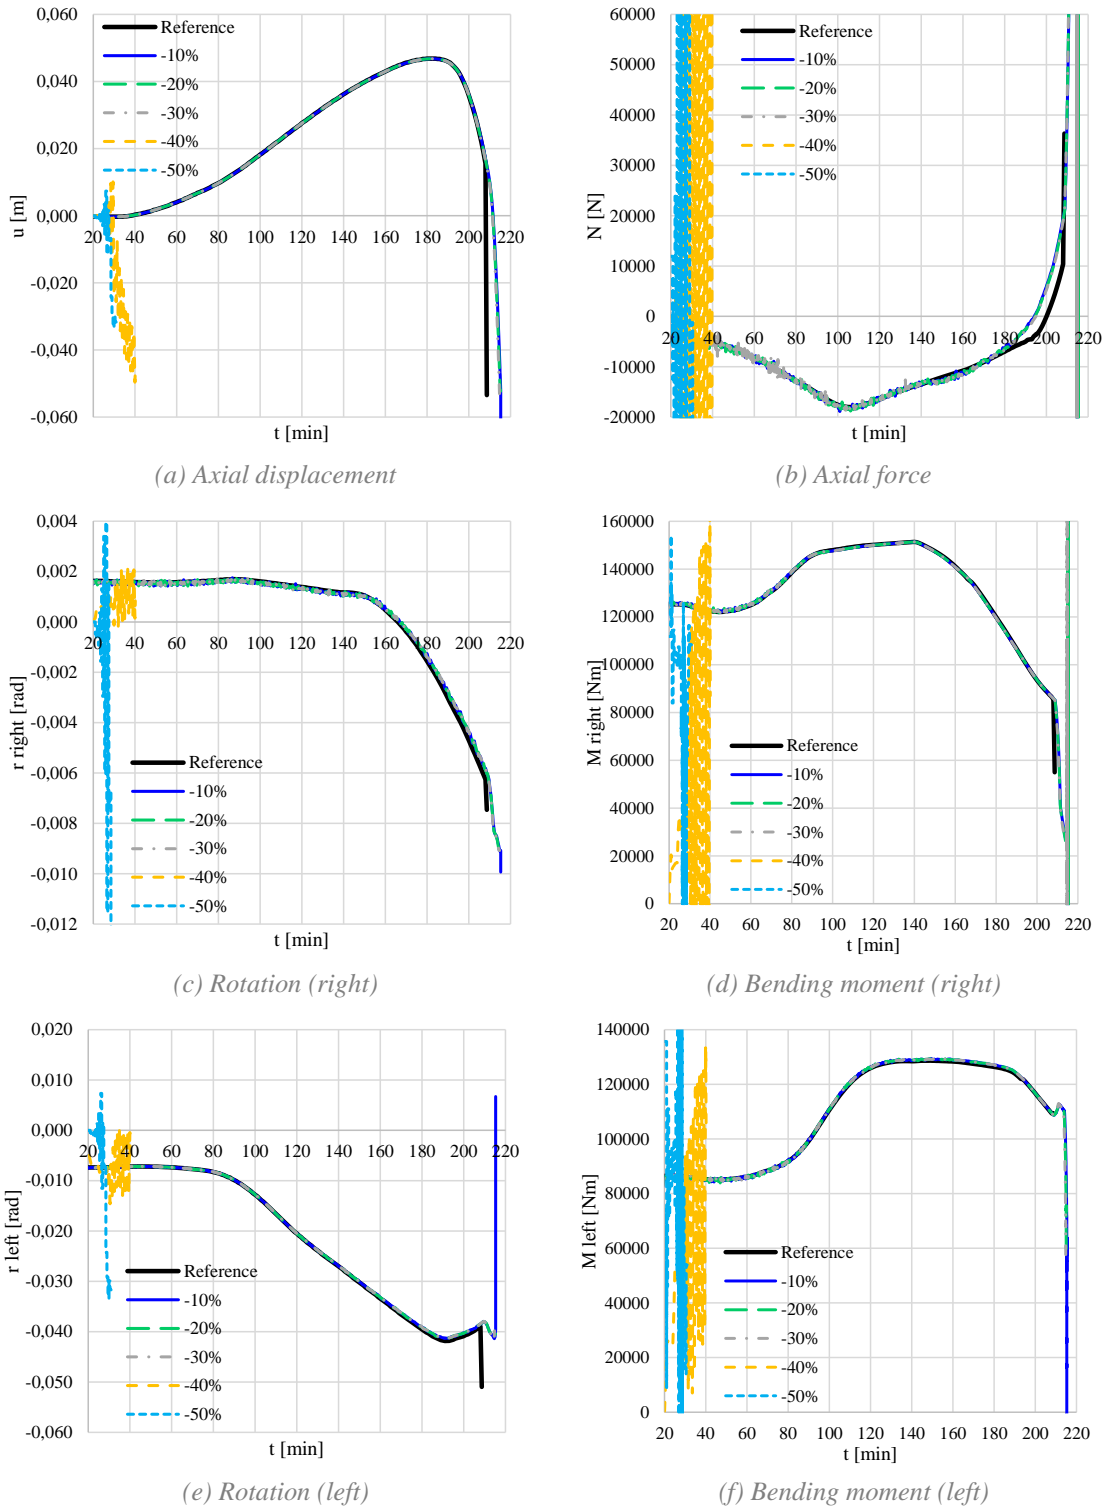 0,060
0,040
0,020
0,000
-0,020
-0,040
-0,060
20 40 60 80 100 120 140 160 180 200 220
u [m]
t [min]
Reference
-10%
-20%
-30%
-40%
-50%
(a) Axial displacement
60000
50000
40000
30000
20000
10000
0
-10000
-20000
20 40 60 80 100 120 140 160 180 200 220
N [N]
t [min]
Reference
-10%
-20%
-30%
-40%
-50%
(b) Axial force
0,004
0,002
0,000
-0,002
-0,004
-0,006
-0,008
-0,010
-0,012
20 40 60 80 100 120 140 160 180 200 220
r right [rad]
t [min]
Reference
-10%
-20%
-30%
-40%
-50%
(c) Rotation (right)
160000
140000
120000
100000
80000
60000
40000
20000
0
20 40 60 80 100 120 140 160 180 200 220
M right [Nm]
t [min]
Reference
-10%
-20%
-30%
-40%
-50%
(d) Bending moment (right)
0,020
0,010
0,000
-0,010
-0,020
-0,030
-0,040
-0,050
-0,060
20 40 60 80 100 120 140 160 180 200 220
r left [rad]
t [min]
Reference
-10%
-20%
-30%
-40%
-50%
(e) Rotation (left)
140000
120000
100000
80000
60000
40000
20000
0
20 40 60 80 100 120 140 160 180 200 220
M left [Nm]
t [min]
Reference
-10%
-20%
-30%
-40%
-50%
(f) Bending moment (left)